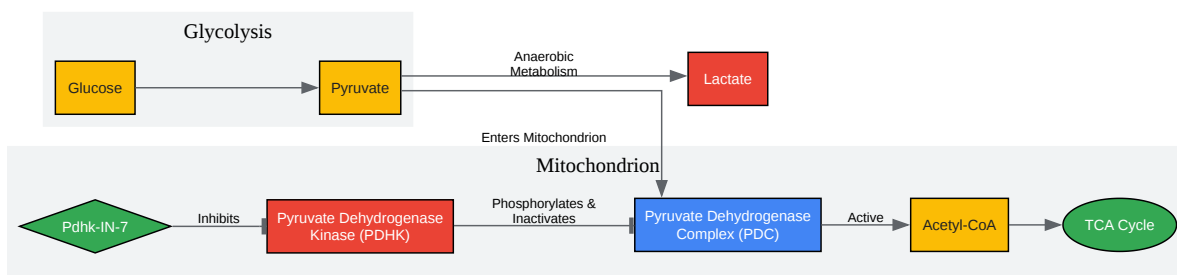 Glycolysis
Glucose
Pyruvate
Anaerobic
Metabolism
Lactate
Enters Mitochondrion
Mitochondrion
Pdhk-IN-7
Inhibits
Pyruvate Dehydrogenase
Kinase (PDHK)
Phosphorylates &
Inactivates
Pyruvate Dehydrogenase
Complex (PDC)
Active
Acetyl-CoA
TCA Cycle